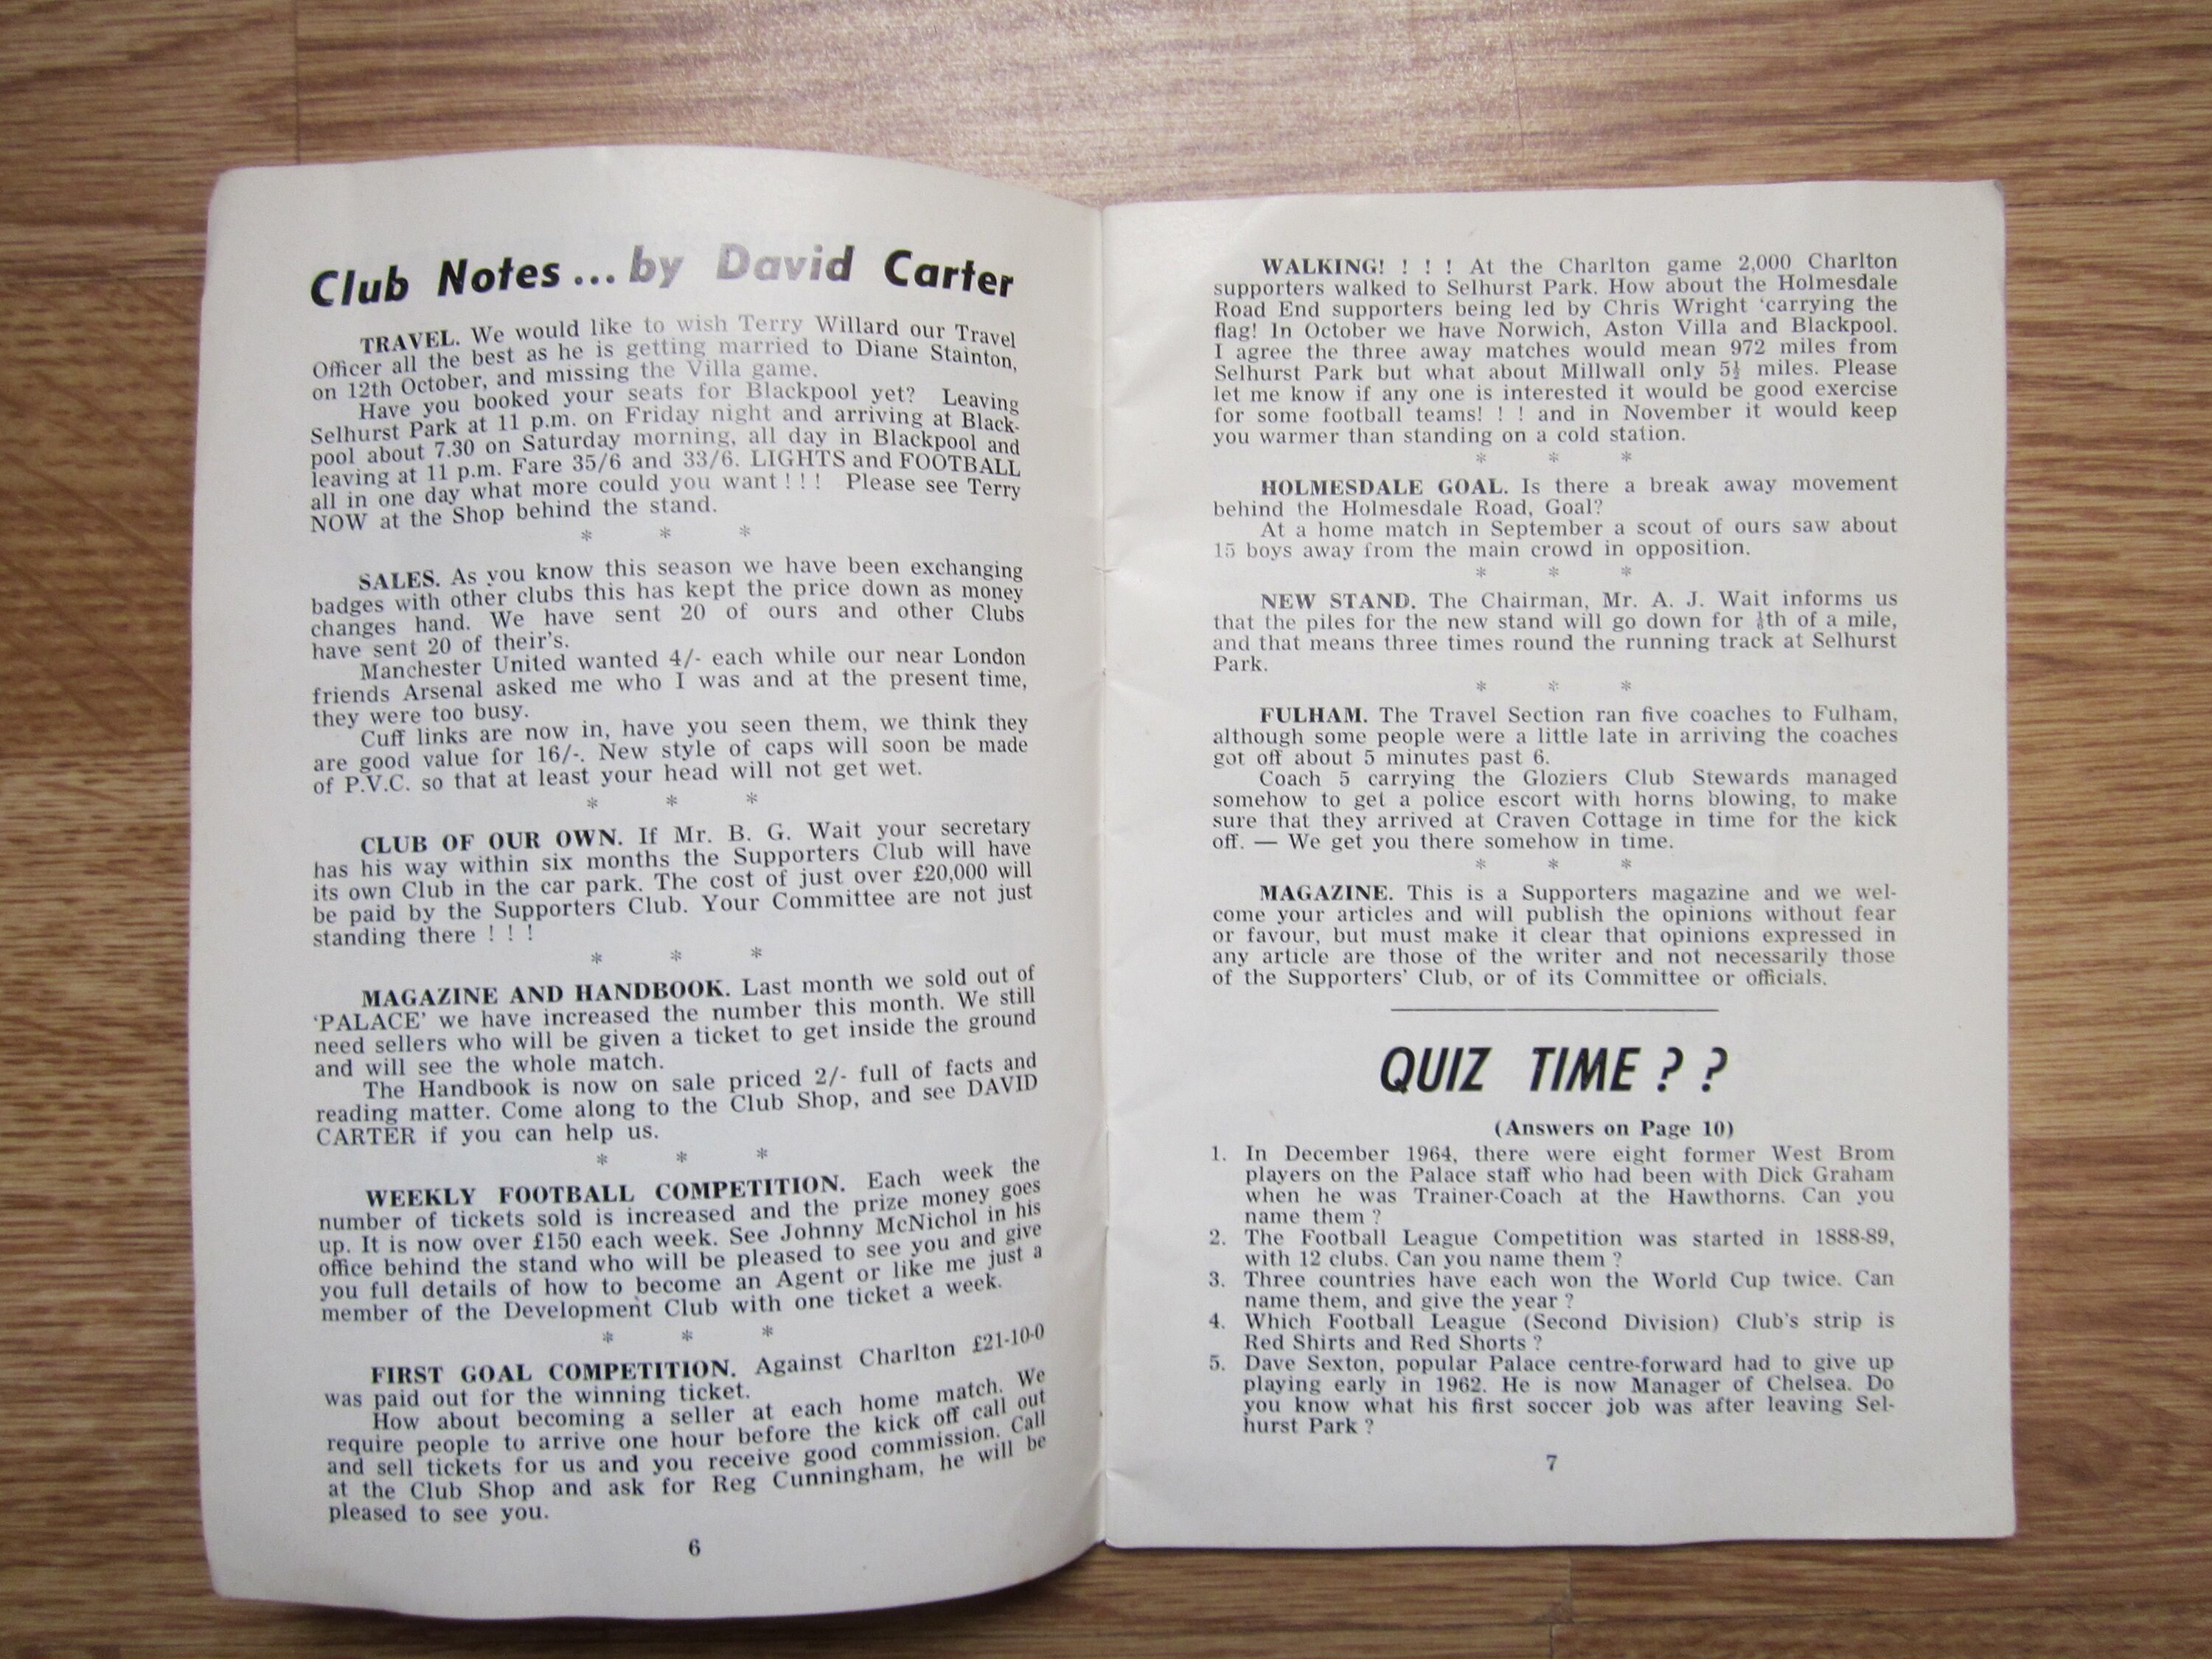 Club Notes ... by David Carter
TRAVEL. We would like to wish Terry Willard our Travel
Officer all the best as he is getting married to Diane Stainton,
on 12th October, and missing the Villa game.
Have you booked your seats for Blackpool yet? Leaving
Selhurst Park at 11 p.m. on Friday night and arriving at Black-
pool about 7.30 on Saturday morning, all day in Blackpool and
leaving at 11 p.m. Fare 35/6 and 33/6. LIGHTS and FOOTBALL
all in one day what more could you want ! ! ! Please see Terry
NOW at the Shop behind the stand.
* * *
SALES. As you know this season we have been exchanging
badges with other clubs this has kept the price down as money
changes hand. We have sent 20 of ours and other Clubs
have sent 20 of their's.
Manchester United wanted 4/- each while our near London
friends Arsenal asked me who I was and at the present time,
they were too busy.
Cuff links are now in, have you seen them, we think they
are good value for 16/-. New style of caps will soon be made
of P.V.C. so that at least your head will not get wet.
* * *
CLUB OF OUR OWN. If Mr. B. G. Wait your secretary
has his way within six months the Supporters Club will have
its own Club in the car park. The cost of just over £20,000 will
be paid by the Supporters Club. Your Committee are not just
standing there ! ! !
* * *
MAGAZINE AND HANDBOOK. Last month we sold out of
'PALACE' we have increased the number this month. We still
need sellers who will be given a ticket to get inside the ground
and will see the whole match.
The Handbook is now on sale priced 2/- full of facts and
reading matter. Come along to the Club Shop, and see DAVID
CARTER if you can help us.
* * *
WEEKLY FOOTBALL COMPETITION. Each week the
number of tickets sold is increased and the prize money goes
up. It is now over £150 each week. See Johnny McNichol in his
office behind the stand who will be pleased to see you and give
you full details of how to become an Agent or like me just a
member of the Development Club with one ticket a week.
* * *
FIRST GOAL COMPETITION. Against Charlton £21-10-0
was paid out for the winning ticket.
How about becoming a seller at each home match. We
require people to arrive one hour before the kick off call out
and sell tickets for us and you receive good commission. Call
at the Club Shop and ask for Reg Cunningham, he will be
pleased to see you.
6
WALKING! ! ! ! At the Charlton game 2,000 Charlton
supporters walked to Selhurst Park. How about the Holmesdale
Road End supporters being led by Chris Wright 'carrying the
flag! In October we have Norwich, Aston Villa and Blackpool.
I agree the three away matches would mean 972 miles from
Selhurst Park but what about Millwall only 5½ miles. Please
let me know if any one is interested it would be good exercise
for some football teams! ! ! and in November it would keep
you warmer than standing on a cold station.
* * *
HOLMESDALE GOAL. Is there a break away movement
behind the Holmesdale Road, Goal?
At a home match in September a scout of ours saw about
15 boys away from the main crowd in opposition.
* * *
NEW STAND. The Chairman, Mr. A. J. Wait informs us
that the piles for the new stand will go down for th of a mile,
and that means three times round the running track at Selhurst
Park.
* * *
FULHAM. The Travel Section ran five coaches to Fulham,
although some people were a little late in arriving the coaches
got off about 5 minutes past 6.
Coach 5 carrying the Gloziers Club Stewards managed
somehow to get a police escort with horns blowing, to make
sure that they arrived at Craven Cottage in time for the kick
off. — We get you there somehow in time.
* * *
MAGAZINE. This is a Supporters magazine and we wel-
come your articles and will publish the opinions without fear
or favour, but must make it clear that opinions expressed in
any article are those of the writer and not necessarily those
of the Supporters' Club, or of its Committee or officials.
QUIZ TIME ? ?
(Answers on Page 10)
1. In December 1964, there were eight former West Brom
players on the Palace staff who had been with Dick Graham
when he was Trainer-Coach at the Hawthorns. Can you
name them ?
2. The Football League Competition was started in 1888-89,
with 12 clubs. Can you name them ?
3. Three countries have each won the World Cup twice. Can
name them, and give the year ?
4. Which Football League (Second Division) Club's strip is
Red Shirts and Red Shorts ?
5. Dave Sexton, popular Palace centre-forward had to give up
playing early in 1962. He is now Manager of Chelsea. Do
you know what his first soccer job was after leaving Sel-
hurst Park ?
7